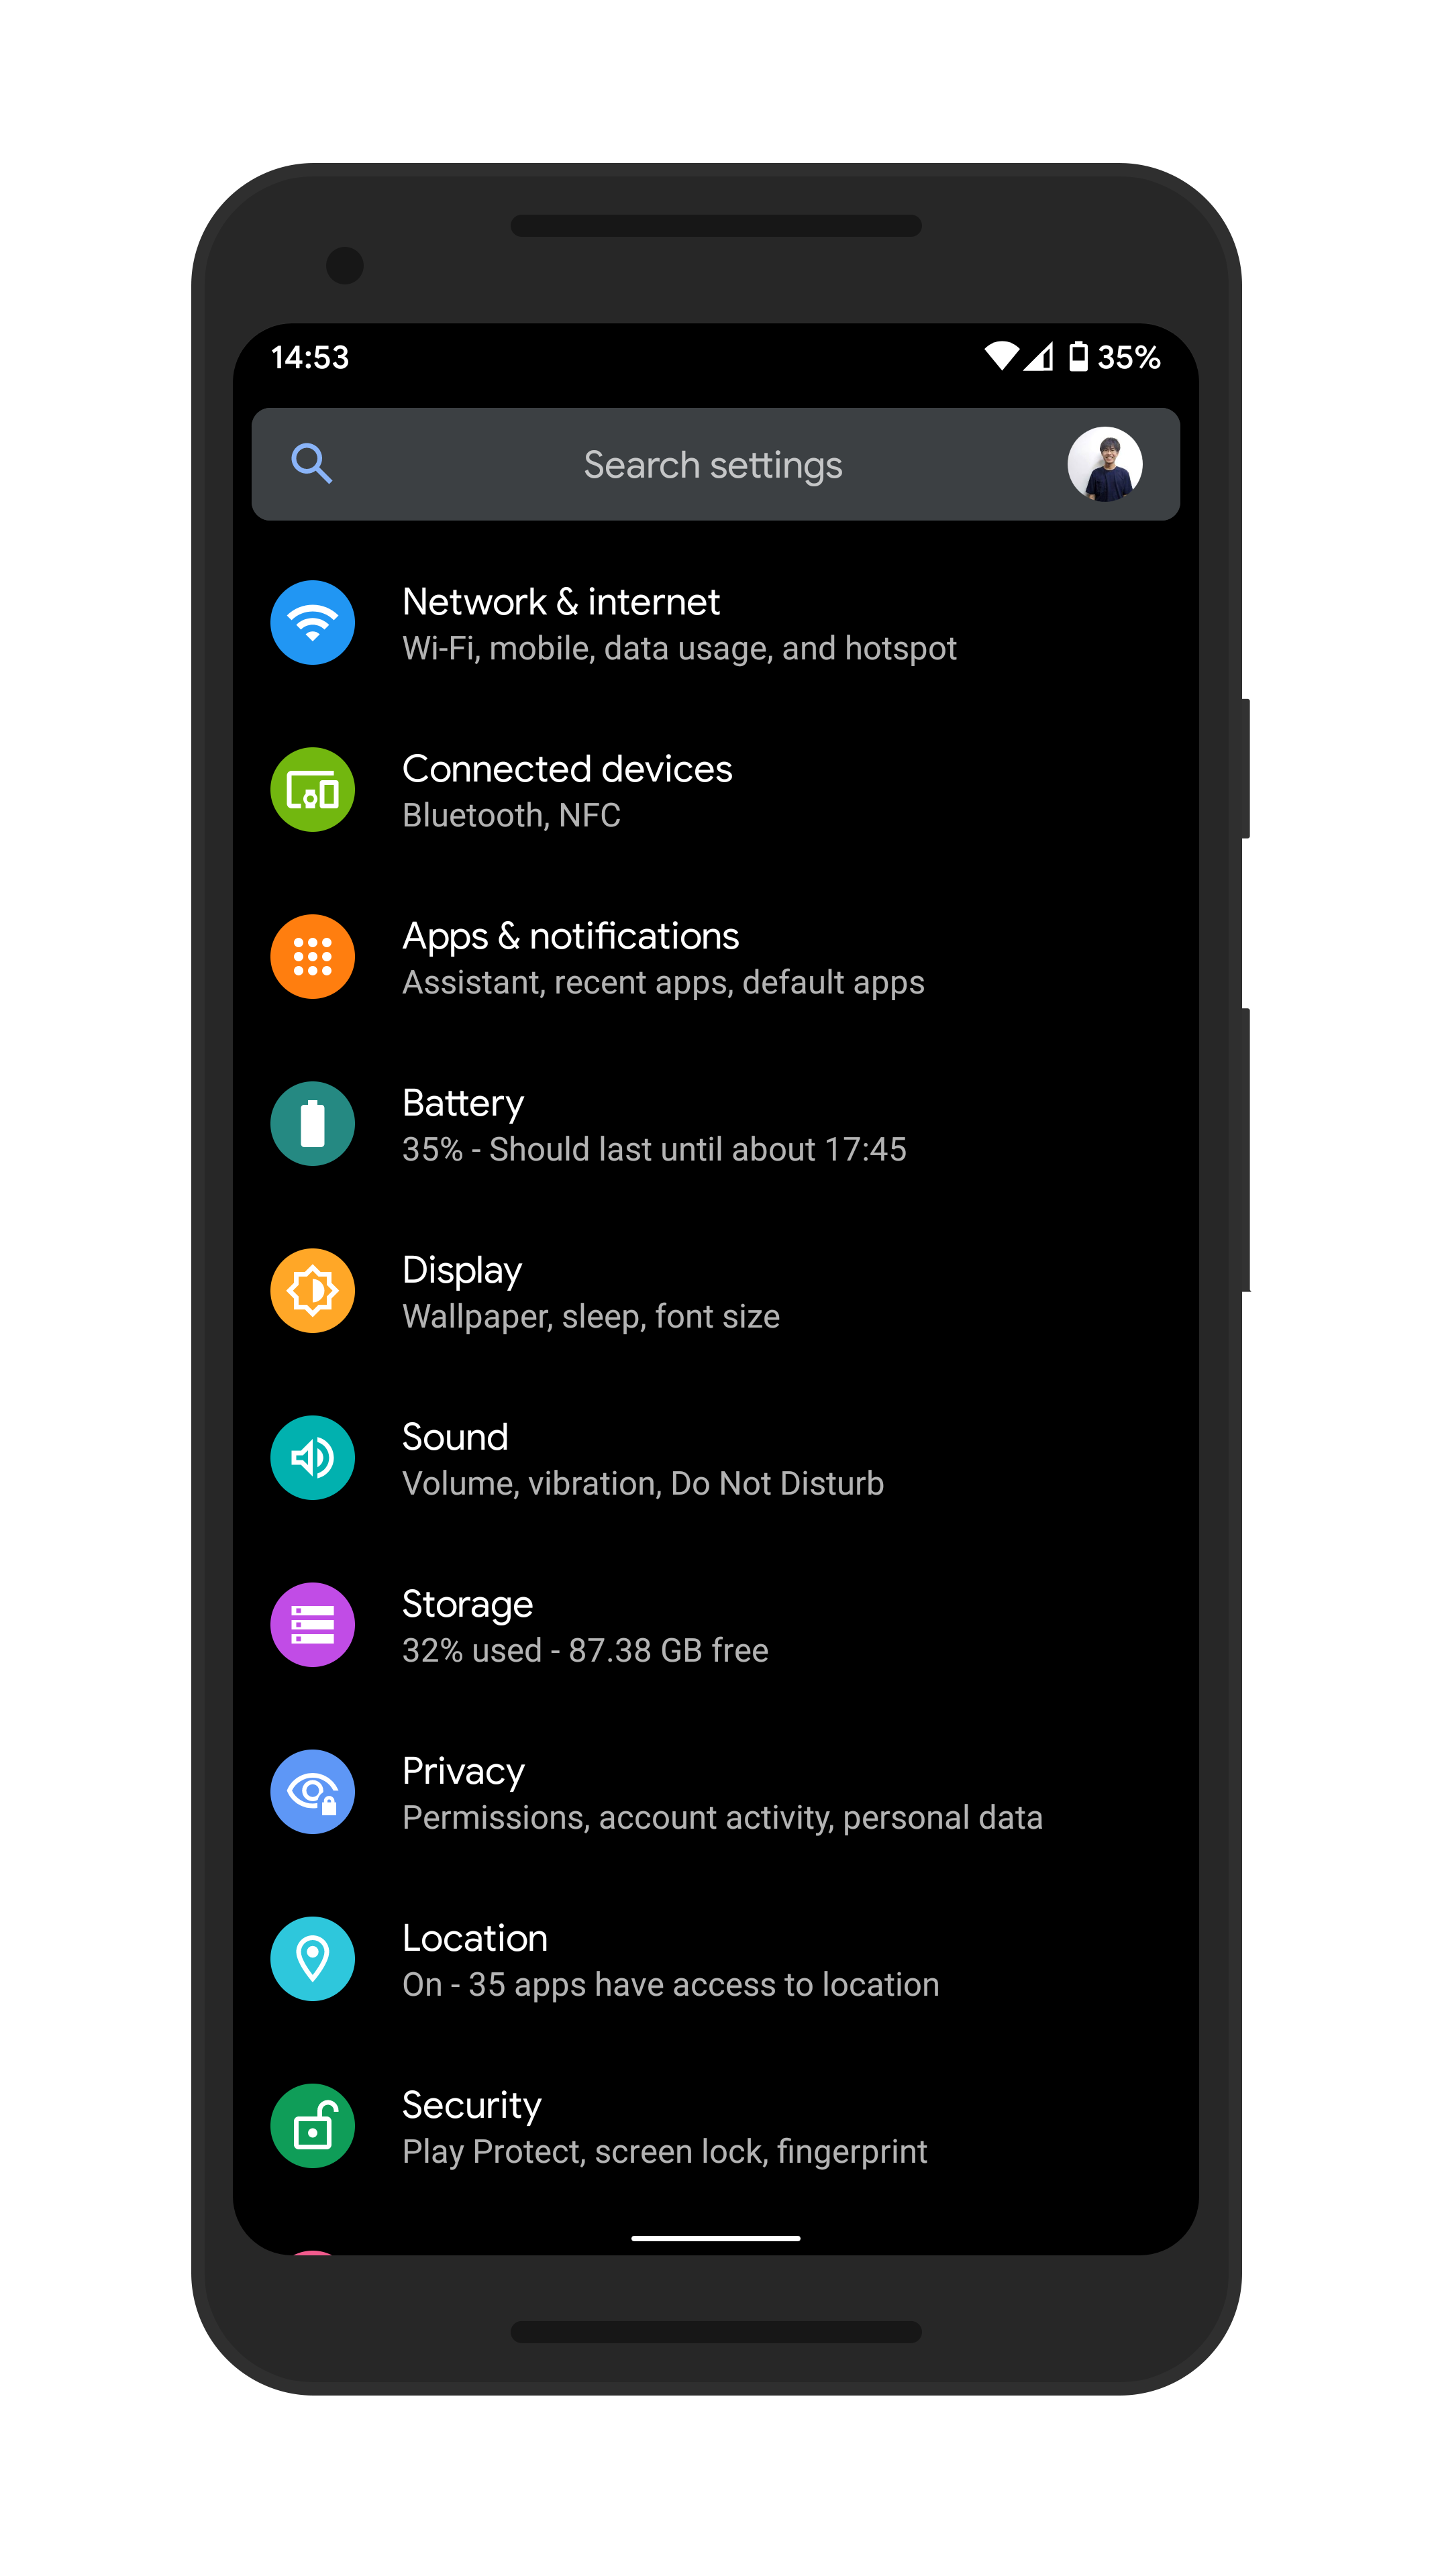 14:53 35%
Search settings
Network & internet
Wi-Fi, mobile, data usage, and hotspot
Connected devices
Bluetooth, NFC
Apps & notifications
Assistant, recent apps, default apps
Battery
35% - Should last until about 17:45
Display
Wallpaper, sleep, font size
Sound
Volume, vibration, Do Not Disturb
Storage
32% used - 87.38 GB free
Privacy
Permissions, account activity, personal data
Location
On - 35 apps have access to location
Security
Play Protect, screen lock, fingerprint